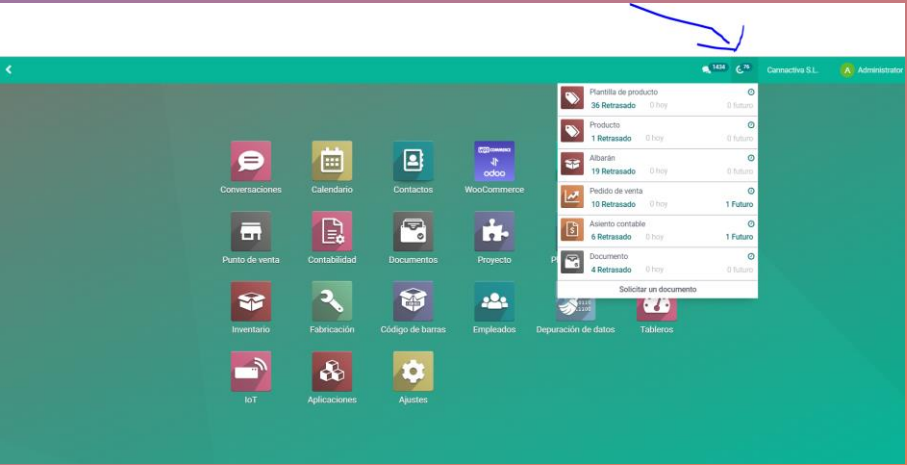 1434 76 Cannactiva S.L. A Administrator
Plantilla de producto
36 Retrasado 0 hoy 0 futuro
Producto
1 Retrasado 0 hoy 0 futuro
Albarán
19 Retrasado 0 hoy 0 futuro
Pedido de venta
10 Retrasado 0 hoy 1 Futuro
Asiento contable
6 Retrasado 0 hoy 1 Futuro
Documento
4 Retrasado 0 hoy 0 futuro
Solicitar un documento
WOO COMMERCE
odoo
Conversaciones Calendario Contactos WooCommerce
Punto de venta Contabilidad Documentos Proyecto
Inventario Fabricación Código de barras Empleados Depuración de datos Tableros
IoT Aplicaciones Ajustes